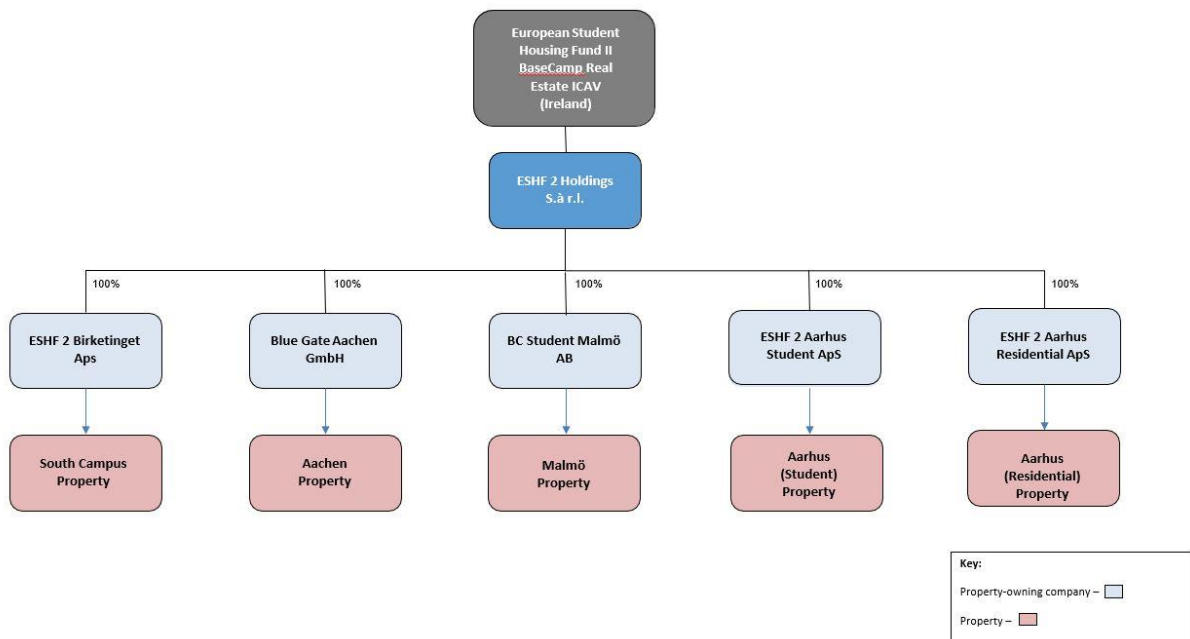 European Student
Housing Fund II
BaseCamp Real
Estate ICAV
(Ireland)
ESHF 2 Holdings
S.à r.l.
100%
100%
100%
100%
100%
ESHF 2 Birketinget
Aps
Blue Gate Aachen
GmbH
BC Student Malmö
AB
ESHF 2 Aarhus
Student ApS
ESHF 2 Aarhus
Residential ApS
South Campus
Property
Aachen
Property
Malmö
Property
Aarhus
(Student)
Property
Aarhus
(Residential)
Property
Key:
Property-owning company –
Property –